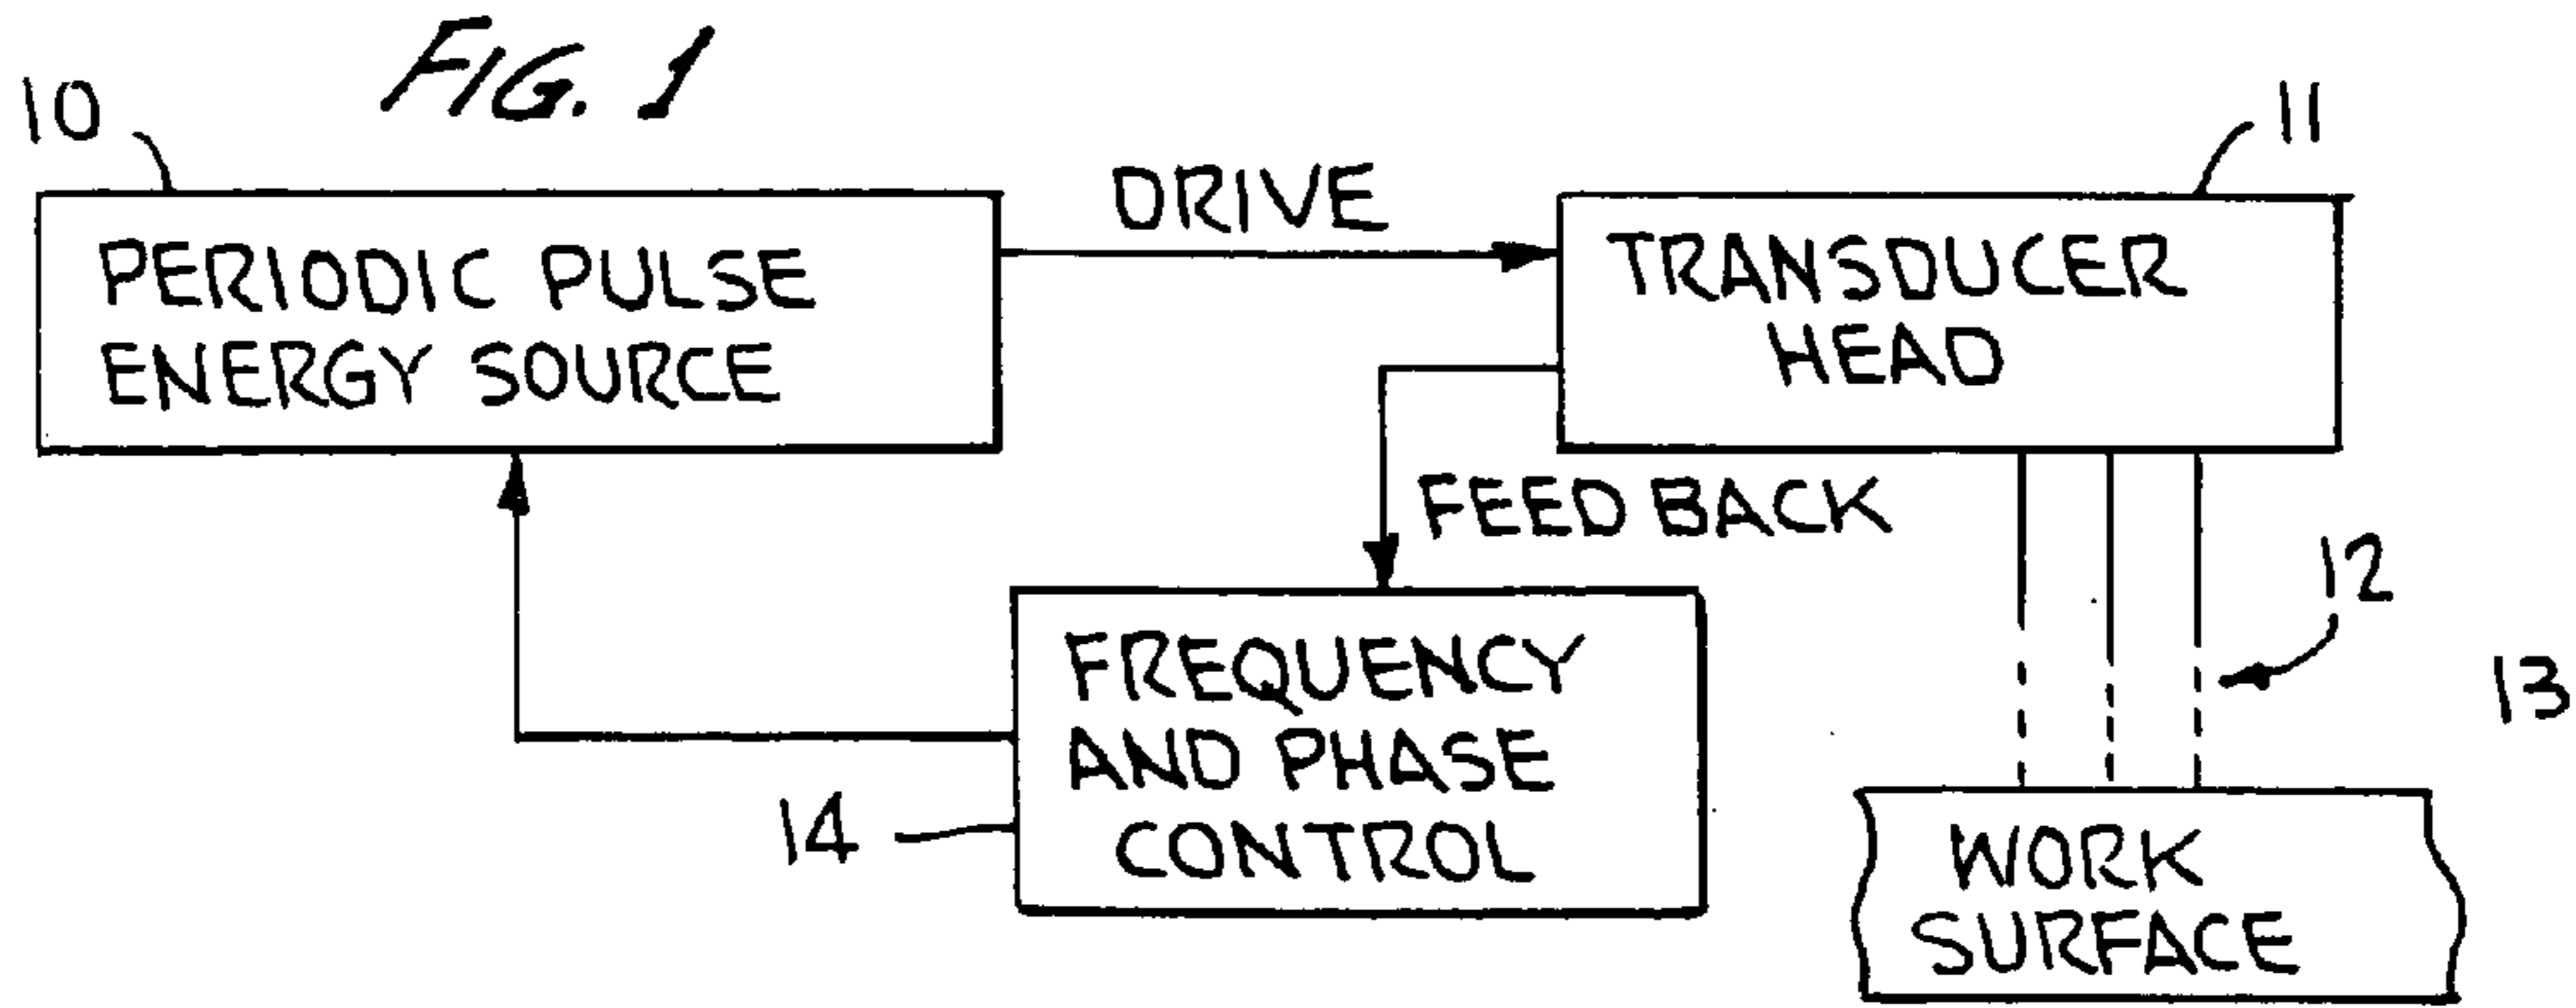 FIG. 1
10
11
DRIVE
PERIODIC PULSE
ENERGY SOURCE
TRANSDUCER
HEAD
FEED BACK
12
13
FREQUENCY
AND PHASE
CONTROL
14
WORK
SURFACE